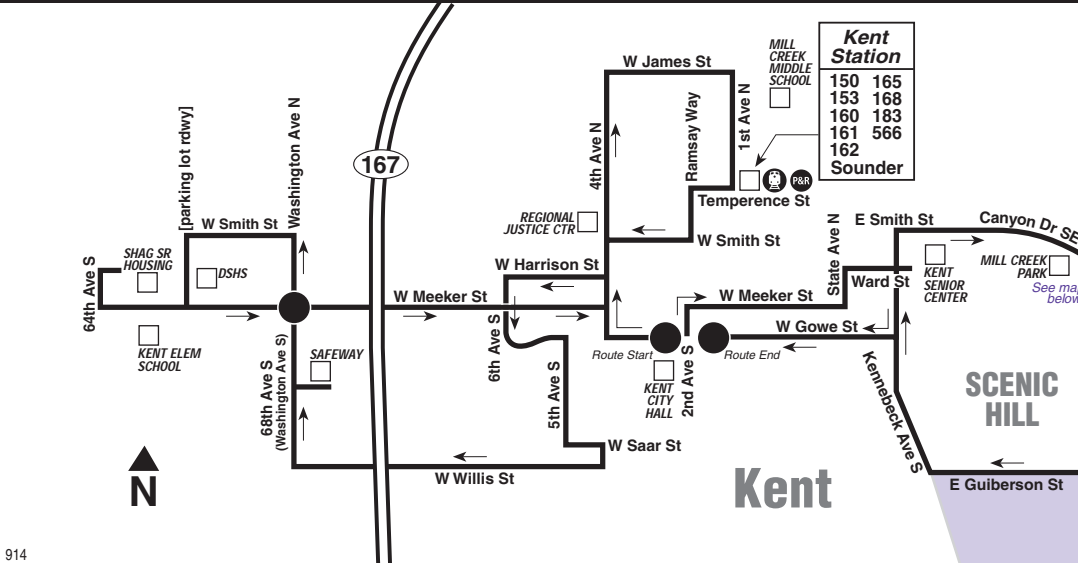 Kent
Station
150 165
153 168
160 183
161 566
162
Sounder
MILL
CREEK
MIDDLE
SCHOOL
W James St
1st Ave N
Ramsay Way
4th Ave N
Temperence St
P&R
167
[parking lot rdwy]
Washington Ave N
W Smith St
REGIONAL
JUSTICE CTR
W Smith St
State Ave N
E Smith St
Canyon Dr SE
SHAG SR
HOUSING
DSHS
64th Ave S
W Harrison St
W Meeker St
W Meeker St
Ward St
KENT
SENIOR
CENTER
MILL CREEK
PARK
See map
below
KENT ELEM
SCHOOL
68th Ave S
(Washington Ave S)
SAFEWAY
6th Ave S
5th Ave S
Route Start
KENT
CITY
HALL
2nd Ave S
Route End
W Gowe St
Kennebeck Ave S
SCENIC
HILL
W Saar St
W Willis St
N
Kent
E Guiberson St
914